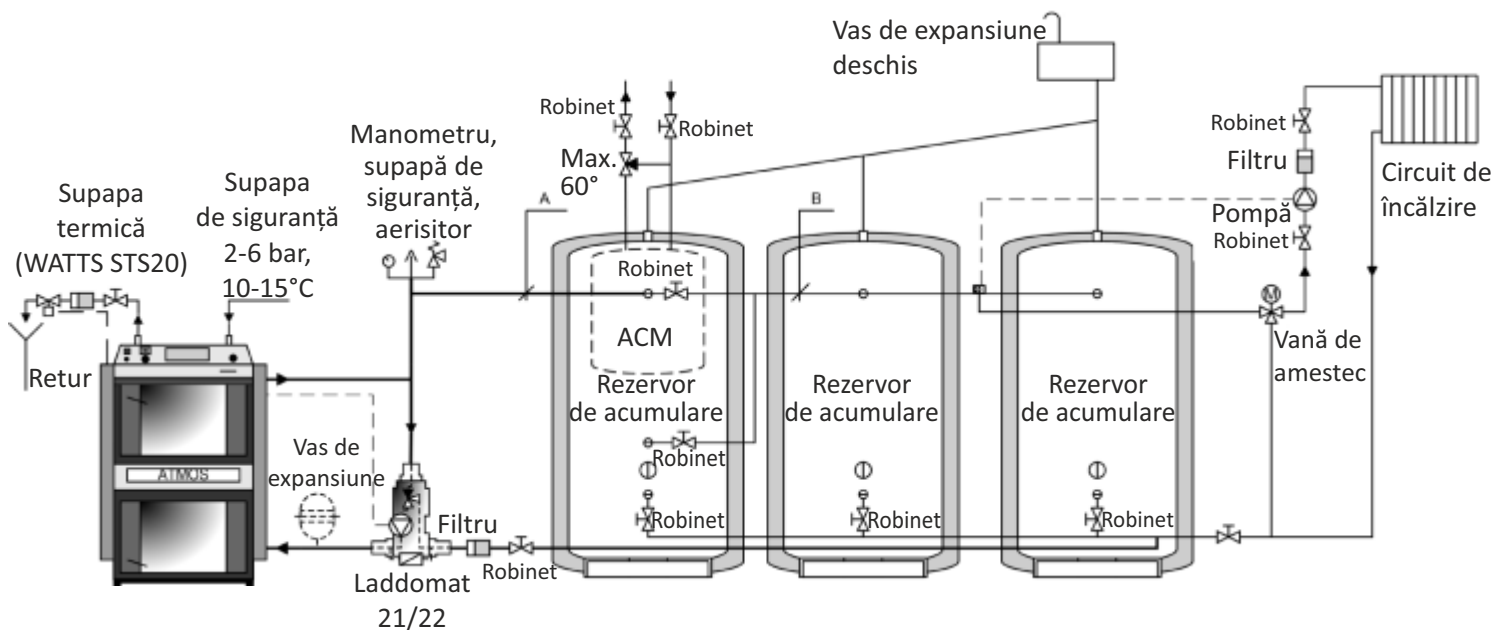 Vas de expansiune
deschis
Robinet
Robinet
Max.
60°
Manometru,
supapă de
siguranță,
aerisitor
Supapa
de siguranță
2-6 bar,
10-15°C
Supapa
termică
(WATTS STS20)
Retur
A
B
Robinet
Filtru
Pompă
Robinet
Circuit de
încălzire
M
Vană de
amestec
Robinet
ACM
Rezervor
de acumulare
Rezervor
de acumulare
Rezervor
de acumulare
Robinet
ATMOS
Vas de
expansiune
Filtru
Robinet
Laddomat
21/22
Robinet
Robinet
Robinet